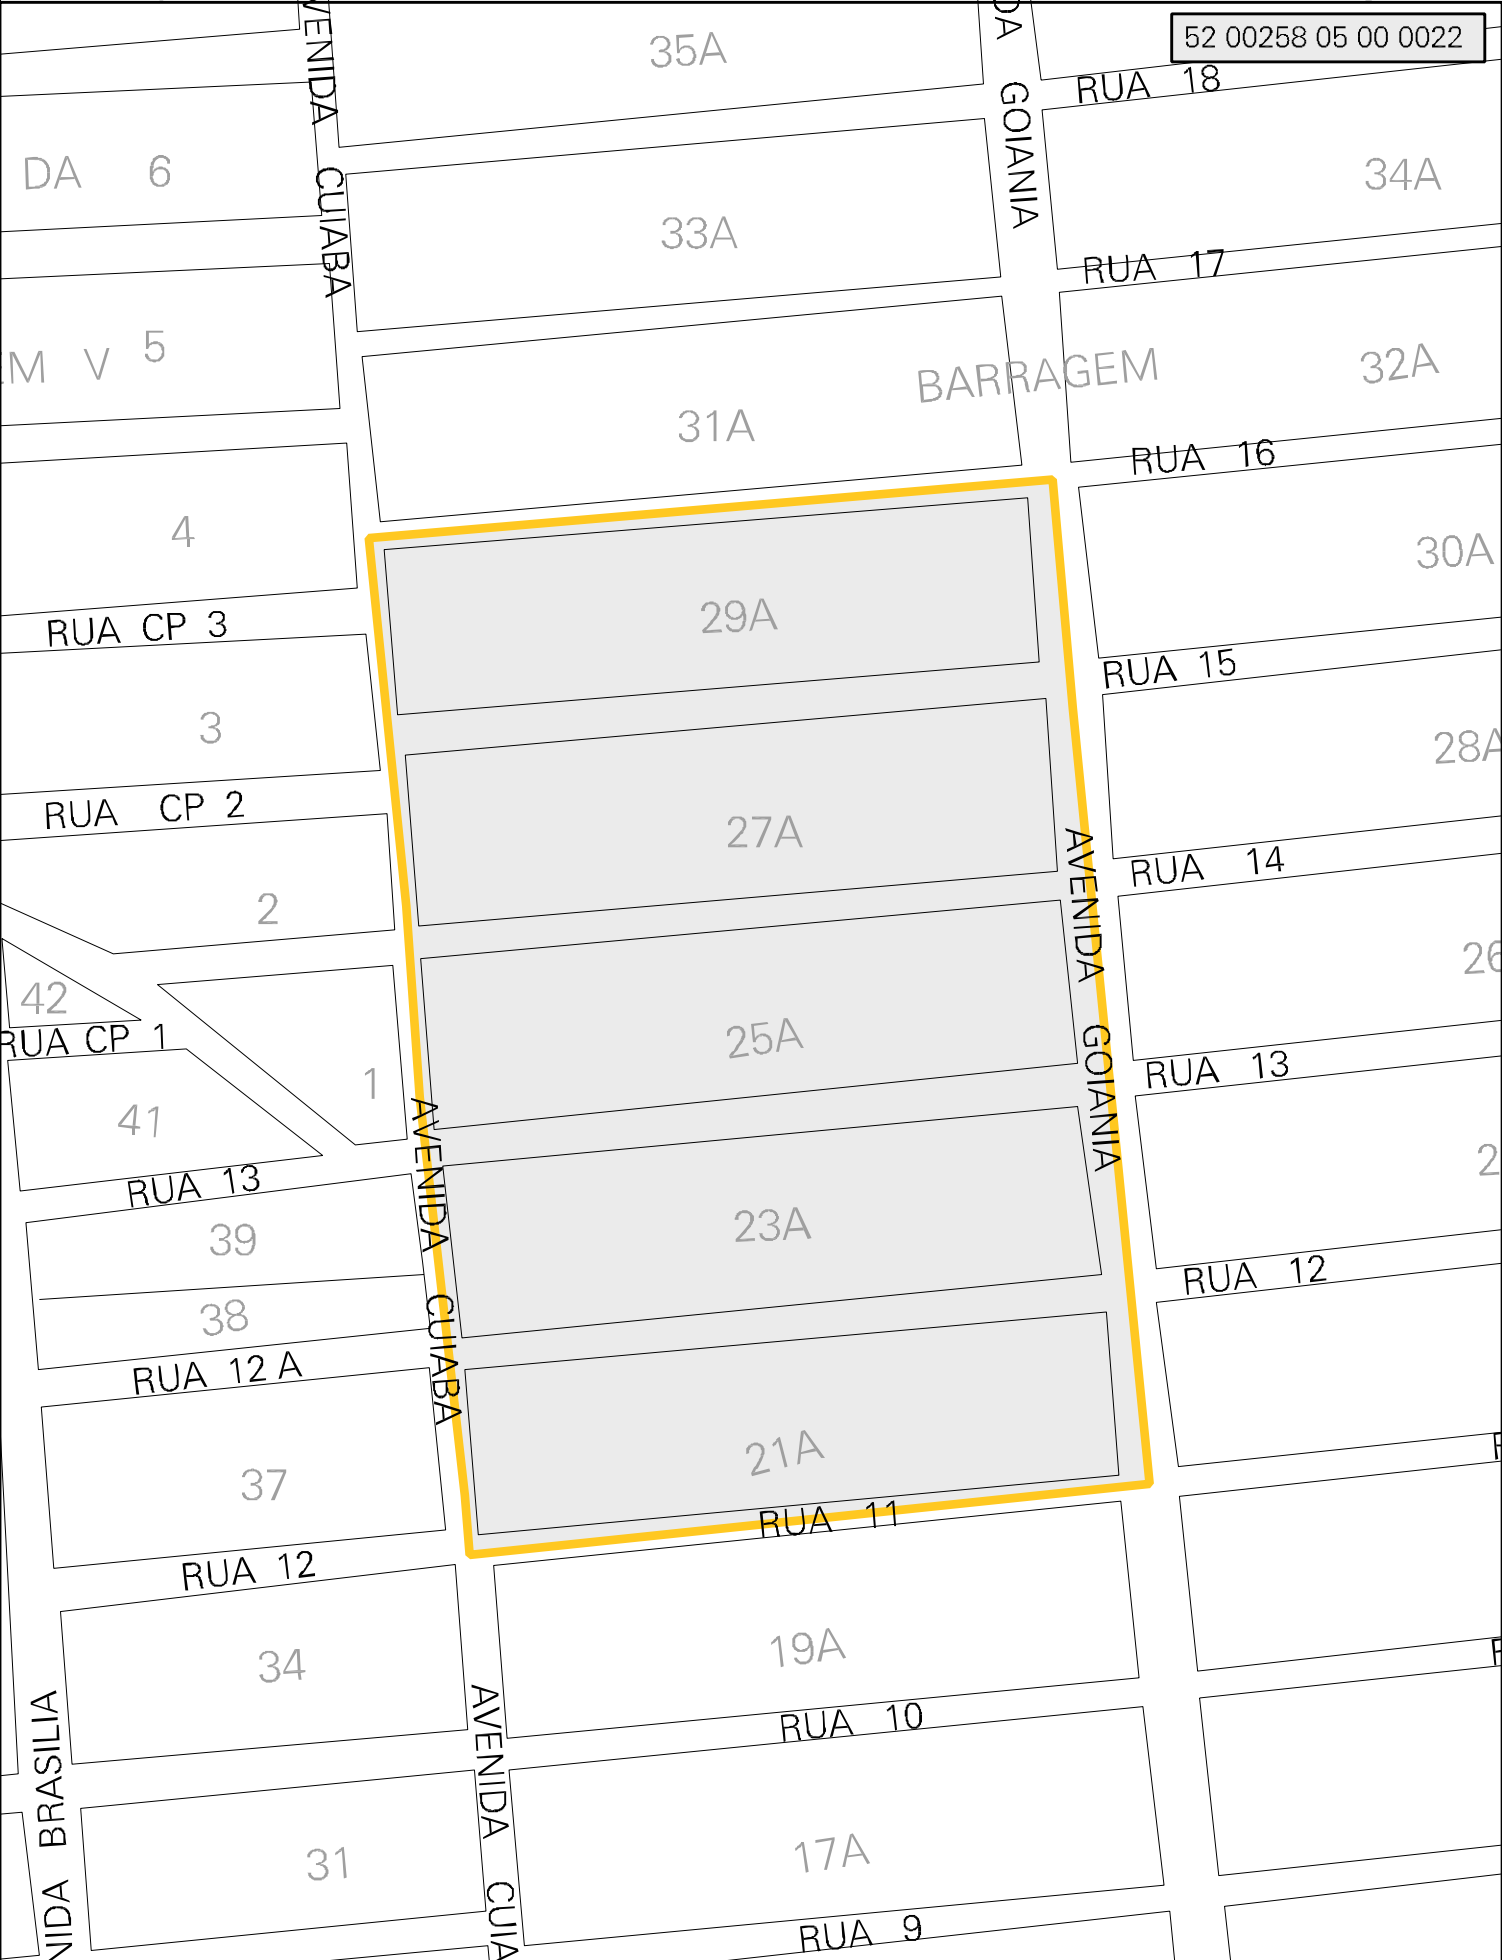 52 00258 05 00 0022
35A
RUA 18
AVENIDA CUIABA
GOIANIA
DA 6
34A
33A
RUA 17
5
V
BARRAGEM
32A
31A
RUA 16
4
30A
29A
RUA CP 3
RUA 15
3
28A
RUA CP 2
27A
RUA 14
2
AVENIDA GOIANIA
42
25A
RUA CP 1
1
RUA 13
41
RUA 13
39
23A
AVENIDA CUIABA
38
RUA 12
RUA 12 A
21A
37
RUA 11
RUA 12
19A
34
RUA 10
BRASILIA
AVENIDA
31
17A
RUA 9